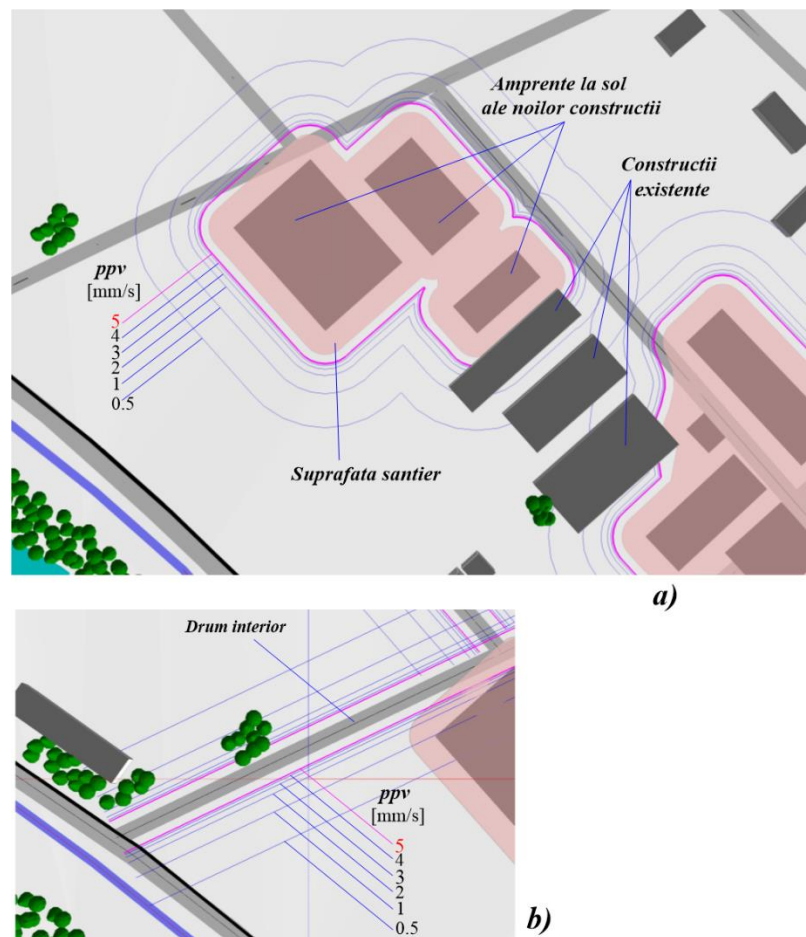 Amprente la sol
ale noilor constructii
Constructii
existente
ppv
[mm/s]
5
4
3
2
1
0.5
Suprafata santier
a)
Drum interior
ppv
[mm/s]
5
4
3
2
1
0.5
b)